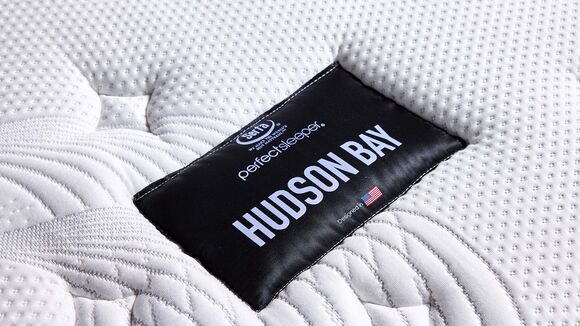 Serta®
perfectsleeper®
HUDSON BAY
Designed in